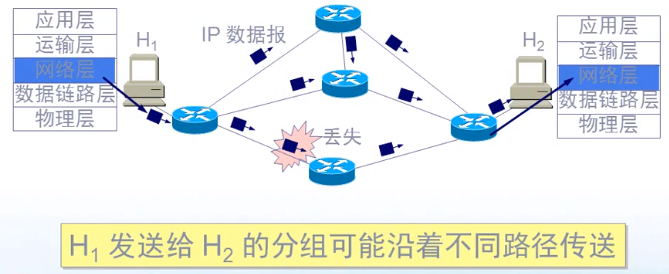 应用层
运输层
网络层
数据链路层
物理层
H₁
IP 数据报
丢失
H₂
应用层
运输层
网络层
数据链路层
物理层
H₁ 发送给 H₂ 的分组可能沿着不同路径传送